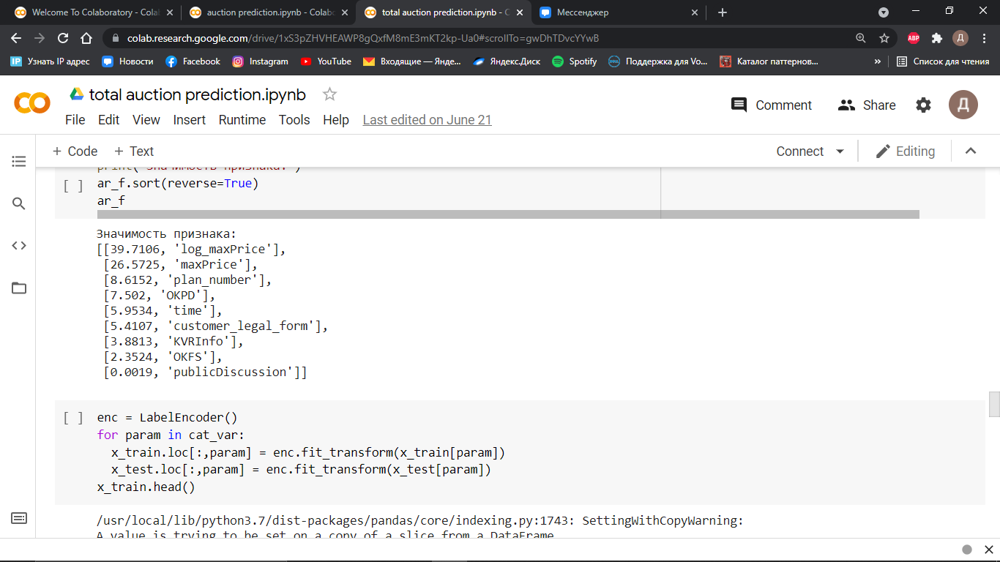 Welcome To Colaboratory - Colal
auction prediction.ipynb - Colabo
total auction prediction.ipynb - C
Мессенджер
colab.research.google.com/drive/1xS3pZHVHEAWP8gQxfM8mE3mKT2kp-Ua0#scrollTo=gwDhTDvcYYwB
ABP
Д
IP Узнать IP адрес
Новости
Facebook
Instagram
YouTube
Входящие — Янде...
Яндекс.Диск
Spotify
Поддержка для Vo...
Каталог паттернов...
»
Список для чтения
total auction prediction.ipynb
Comment
Share
Д
File Edit View Insert Runtime Tools Help Last edited on June 21
+ Code + Text
Connect
Editing
print("Значимость признака:")
[ ] ar_f.sort(reverse=True)
ar_f
Значимость признака:
[[39.7106, 'log_maxPrice'],
[26.5725, 'maxPrice'],
[8.6152, 'plan_number'],
[7.502, 'OKPD'],
[5.9534, 'time'],
[5.4107, 'customer_legal_form'],
[3.8813, 'KVRInfo'],
[2.3524, 'OKFS'],
[0.0019, 'publicDiscussion']]
[ ] enc = LabelEncoder()
for param in cat_var:
x_train.loc[:,param] = enc.fit_transform(x_train[param])
x_test.loc[:,param] = enc.fit_transform(x_test[param])
x_train.head()
/usr/local/lib/python3.7/dist-packages/pandas/core/indexing.py:1743: SettingWithCopyWarning:
A value is trying to be set on a copy of a slice from a DataFrame